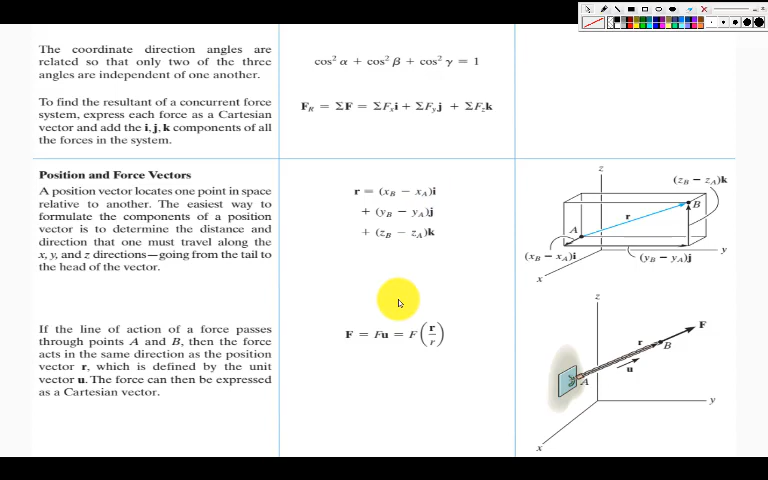 The coordinate direction angles are
related so that only two of the three
angles are independent of one another.
cos² α + cos² β + cos² γ = 1
To find the resultant of a concurrent force
system, express each force as a Cartesian
vector and add the i, j, k components of all
the forces in the system.
F_R = ΣF = ΣF_x i + ΣF_y j + ΣF_z k
Position and Force Vectors
A position vector locates one point in space
relative to another. The easiest way to
formulate the components of a position
vector is to determine the distance and
direction that one must travel along the
x, y, and z directions—going from the tail to
the head of the vector.
r = (x_B − x_A)i
+ (y_B − y_A)j
+ (z_B − z_A)k
z
(z_B − z_A)k
B
r
A
y
(x_B − x_A)i
(y_B − y_A)j
x
If the line of action of a force passes
through points A and B, then the force
acts in the same direction as the position
vector r, which is defined by the unit
vector u. The force can then be expressed
as a Cartesian vector.
F = Fu = F(r/r)
z
F
r
B
u
A
y
x